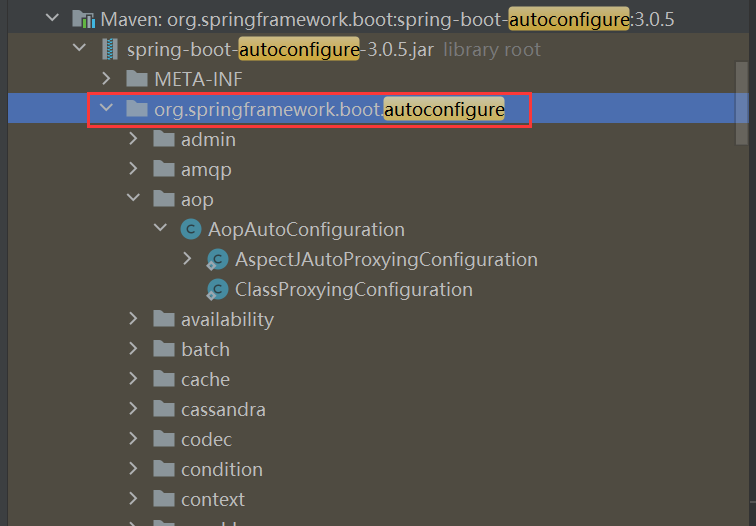 Maven: org.springframework.boot:spring-boot-autoconfigure:3.0.5
spring-boot-autoconfigure-3.0.5.jar library root
META-INF
org.springframework.boot.autoconfigure
admin
amqp
aop
C AopAutoConfiguration
C AspectJAutoProxyingConfiguration
C ClassProxyingConfiguration
availability
batch
cache
cassandra
codec
condition
context